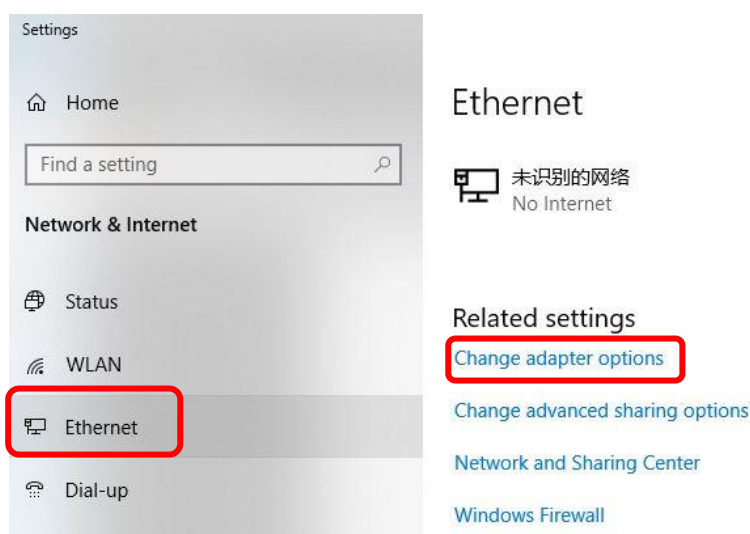 Settings
Home
Find a setting
Network & Internet
Status
WLAN
Ethernet
Dial-up
Ethernet
未识别的网络
No Internet
Related settings
Change adapter options
Change advanced sharing options
Network and Sharing Center
Windows Firewall